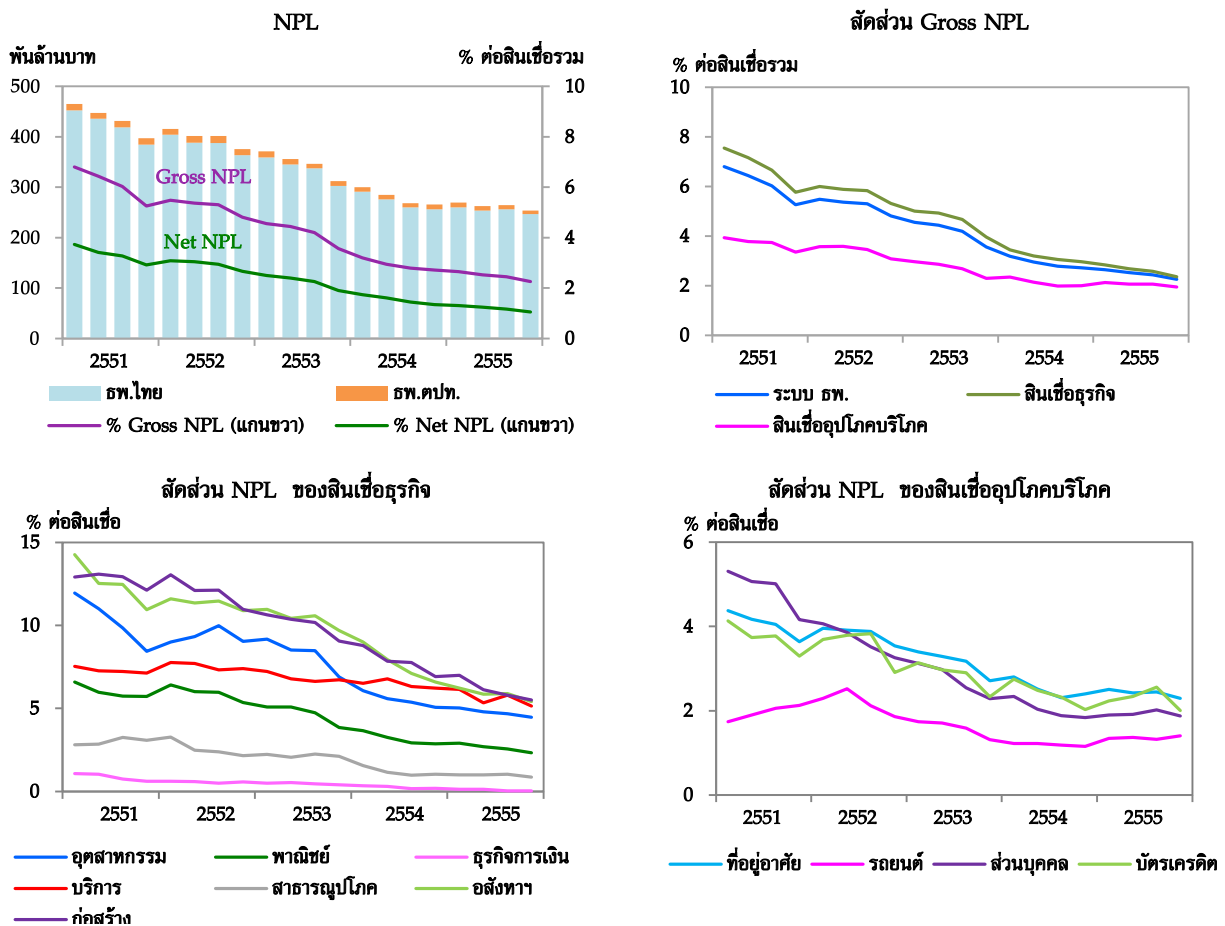 NPL
พันล้านบาท
% ต่อสินเชื่อรวม
500
400
300
200
100
0
10
8
6
4
2
0
Gross NPL
Net NPL
2551 2552 2553 2554 2555
ธพ.ไทย ธพ.ตปท.
% Gross NPL (แกนขวา) % Net NPL (แกนขวา)
สัดส่วน Gross NPL
% ต่อสินเชื่อรวม
10
8
6
4
2
0
2551 2552 2553 2554 2555
ระบบ ธพ. สินเชื่อธุรกิจ
สินเชื่ออุปโภคบริโภค
สัดส่วน NPL ของสินเชื่อธุรกิจ
% ต่อสินเชื่อ
15
10
5
0
2551 2552 2553 2554 2555
อุตสาหกรรม พาณิชย์ ธุรกิจการเงิน
บริการ สาธารณูปโภค อสังหาฯ
ก่อสร้าง
สัดส่วน NPL ของสินเชื่ออุปโภคบริโภค
% ต่อสินเชื่อ
6
4
2
0
2551 2552 2553 2554 2555
ที่อยู่อาศัย รถยนต์ ส่วนบุคคล บัตรเครดิต